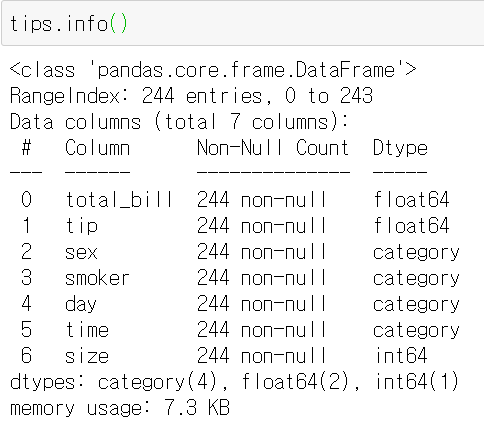 tips.info()
<class 'pandas.core.frame.DataFrame'>
RangeIndex: 244 entries, 0 to 243
Data columns (total 7 columns):
 #   Column      Non-Null Count  Dtype
---  ------      --------------  -----
 0   total_bill  244 non-null    float64
 1   tip         244 non-null    float64
 2   sex         244 non-null    category
 3   smoker      244 non-null    category
 4   day         244 non-null    category
 5   time        244 non-null    category
 6   size        244 non-null    int64
dtypes: category(4), float64(2), int64(1)
memory usage: 7.3 KB